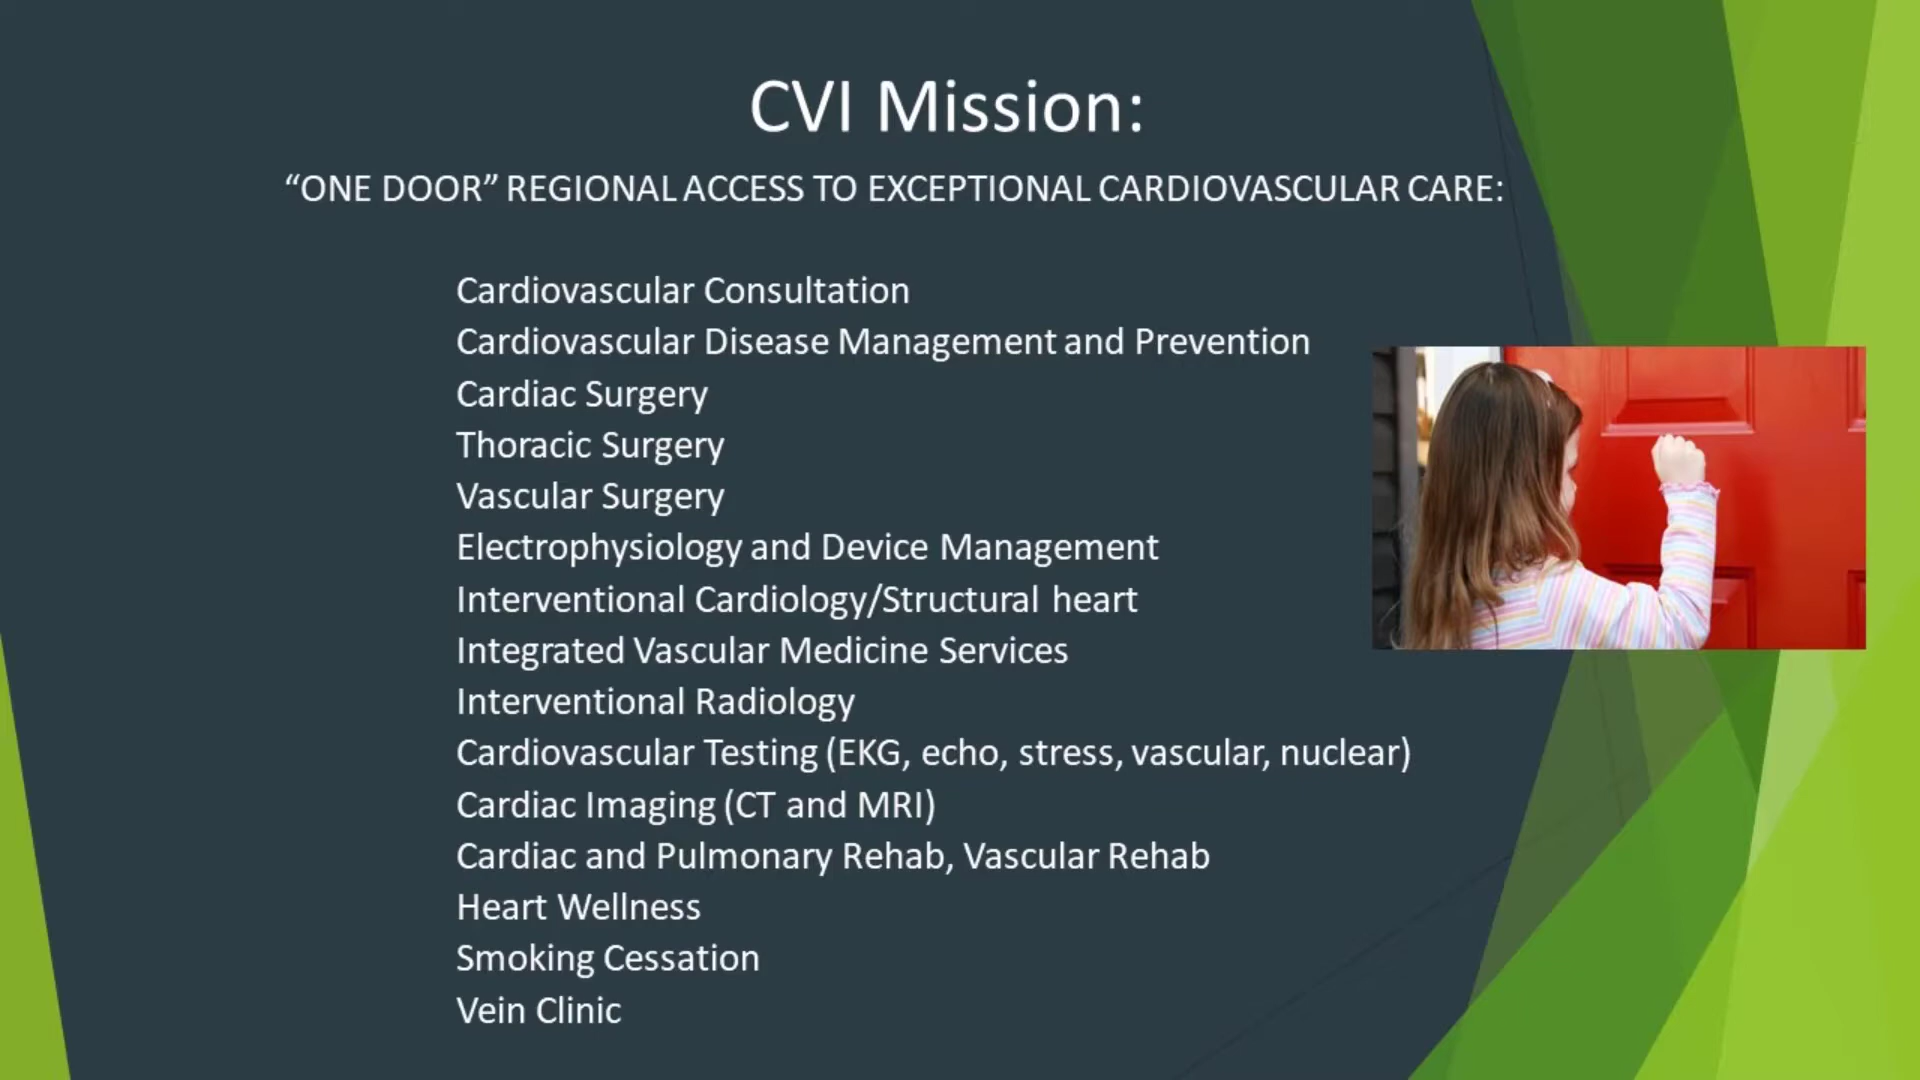 CVI Mission:
“ONE DOOR” REGIONAL ACCESS TO EXCEPTIONAL CARDIOVASCULAR CARE:
Cardiovascular Consultation
Cardiovascular Disease Management and Prevention
Cardiac Surgery
Thoracic Surgery
Vascular Surgery
Electrophysiology and Device Management
Interventional Cardiology/Structural heart
Integrated Vascular Medicine Services
Interventional Radiology
Cardiovascular Testing (EKG, echo, stress, vascular, nuclear)
Cardiac Imaging (CT and MRI)
Cardiac and Pulmonary Rehab, Vascular Rehab
Heart Wellness
Smoking Cessation
Vein Clinic